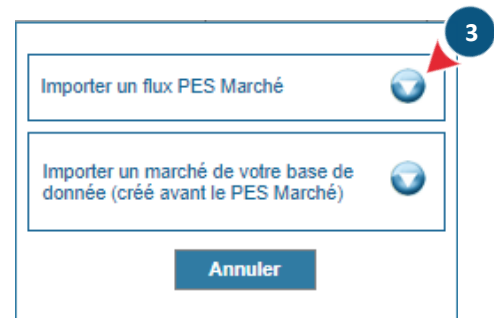 3
Importer un flux PES Marché
Importer un marché de votre base de
donnée (créé avant le PES Marché)
Annuler